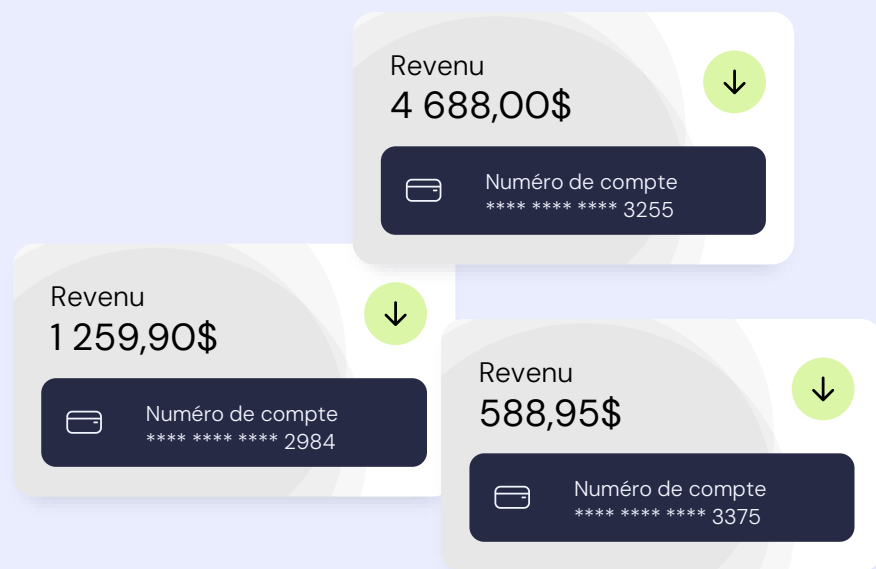 Revenu
4 688,00$
Numéro de compte
**** **** **** 3255
Revenu
1 259,90$
Numéro de compte
**** **** **** 2984
Revenu
588,95$
Numéro de compte
**** **** **** 3375